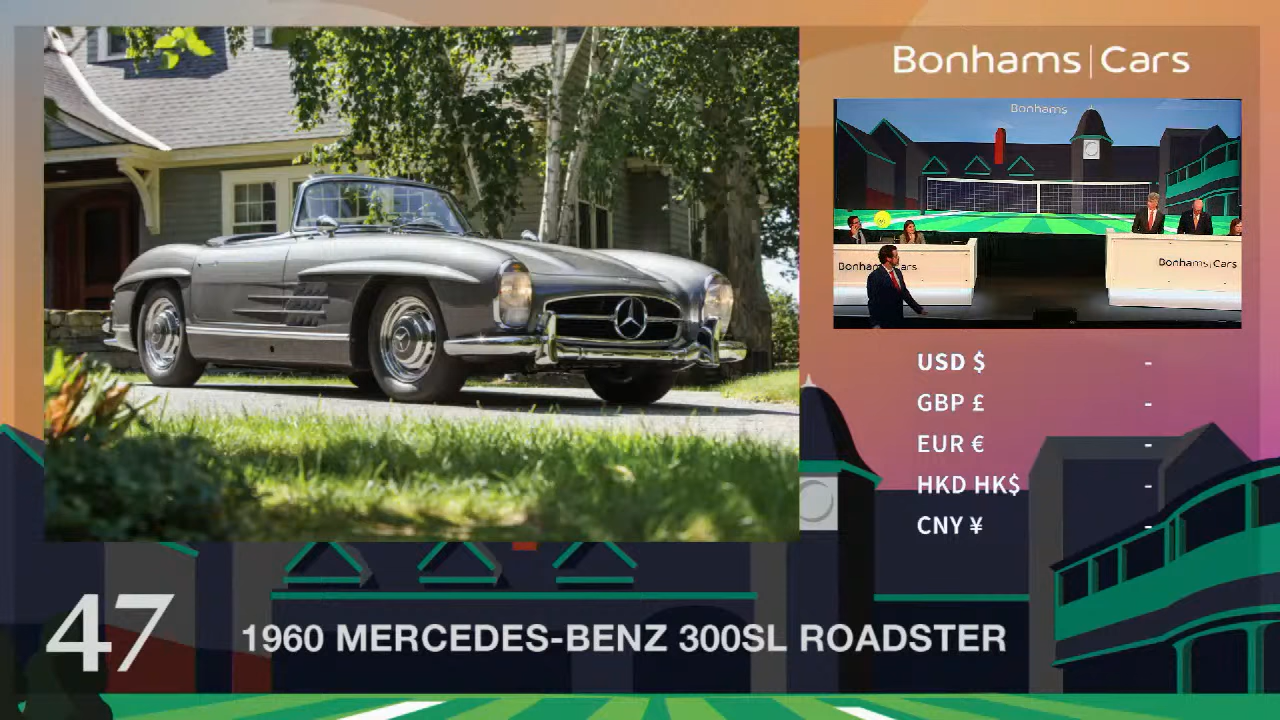 Bonhams|Cars
Bonhams
Bonhams Cars
Bonhams|Cars
USD $ -
GBP £ -
EUR € -
HKD HK$ -
CNY ¥ -
47
1960 MERCEDES-BENZ 300SL ROADSTER